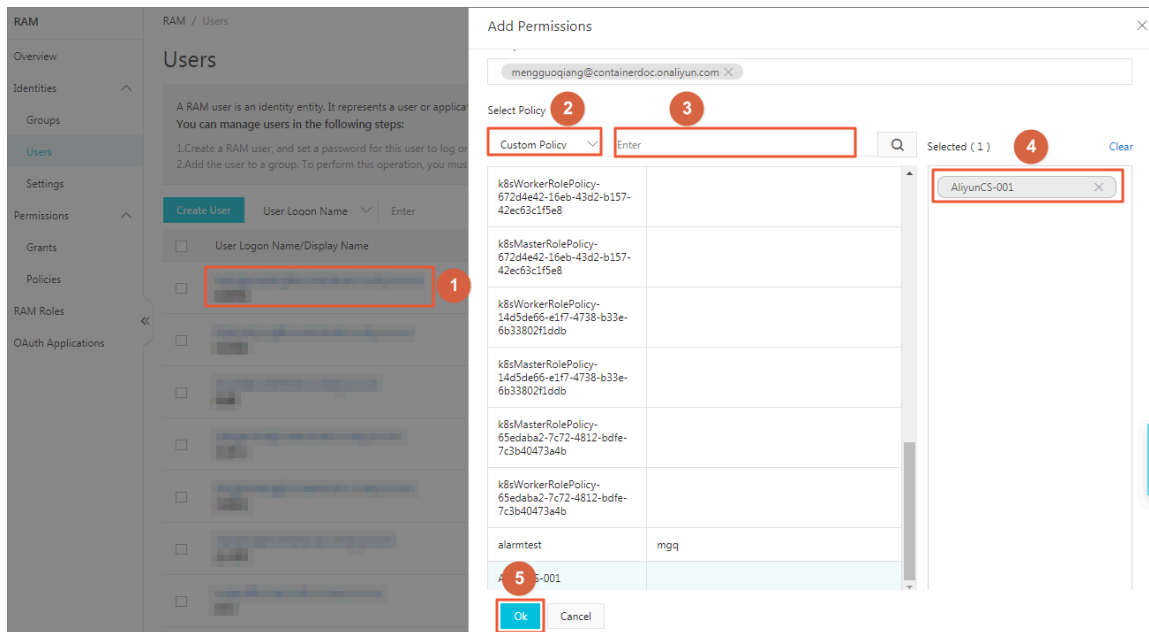 RAM
Overview
Identities
Groups
Users
Settings
Permissions
Grants
Policies
RAM Roles
OAuth Applications
RAM / Users
Users
A RAM user is an identity entity. It represents a user or applicat
You can manage users in the following steps:
1.Create a RAM user, and set a password for this user to log or
2.Add the user to a group. To perform this operation, you mus
Create User
User Logon Name
Enter
User Logon Name/Display Name
1
Add Permissions
mengguoqiang@containerdoc.onaliyun.com
Select Policy
2
3
Custom Policy
Enter
k8sWorkerRolePolicy-
672d4e42-16eb-43d2-b157-
42ec63c1f5e8
k8sMasterRolePolicy-
672d4e42-16eb-43d2-b157-
42ec63c1f5e8
k8sWorkerRolePolicy-
14d5de66-e1f7-4738-b33e-
6b33802f1ddb
k8sMasterRolePolicy-
14d5de66-e1f7-4738-b33e-
6b33802f1ddb
k8sMasterRolePolicy-
65edaba2-7c72-4812-bdfe-
7c3b40473a4b
k8sWorkerRolePolicy-
65edaba2-7c72-4812-bdfe-
7c3b40473a4b
alarmtest mgq
S-001
5
Ok
Cancel
Selected ( 1 )
4
Clear
AliyunCS-001